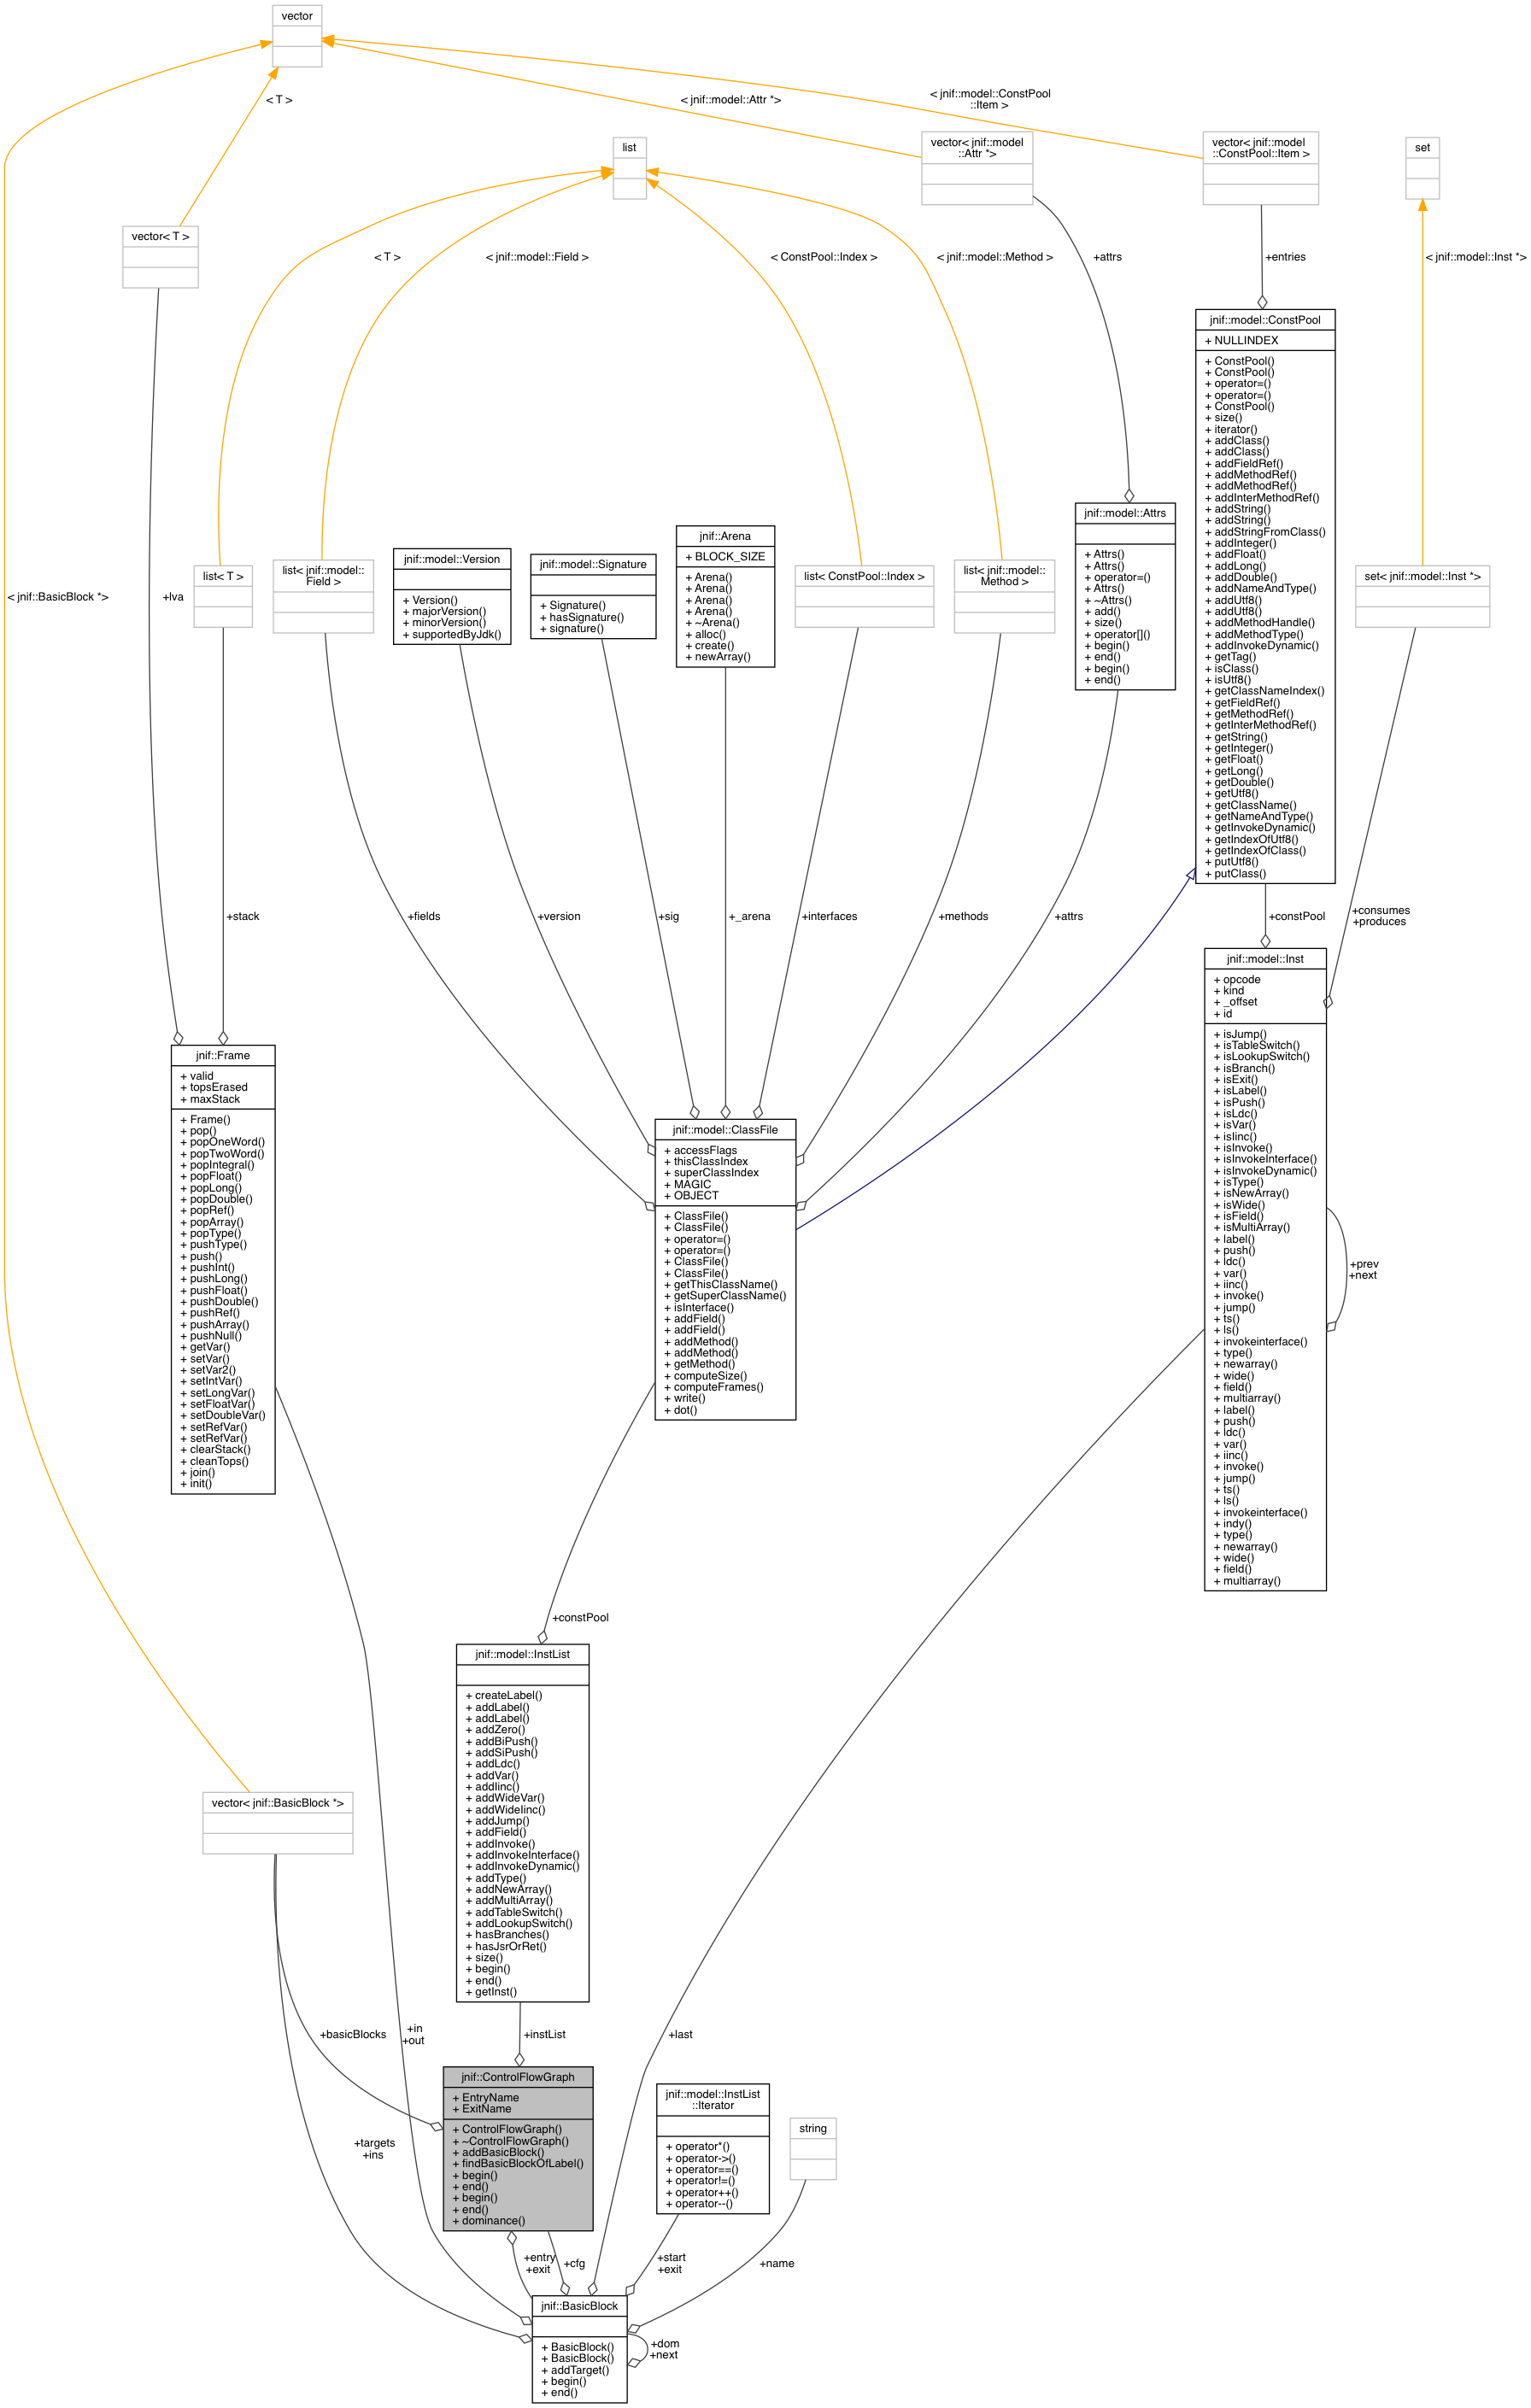 vector
< T >
< jnif::model::Attr *>
< jnif::model::ConstPool
::Item >
list
vector< jnif::model
::Attr *>
vector< jnif::model
::ConstPool::Item >
set
vector< T >
< T >
< jnif::model::Field >
< ConstPool::Index >
< jnif::model::Method >
+attrs
+entries
< jnif::model::Inst *>
jnif::model::ConstPool
+ NULLINDEX
+ ConstPool()
+ ConstPool()
+ operator=()
+ operator=()
+ ConstPool()
+ size()
+ iterator()
+ addClass()
+ addClass()
+ addFieldRef()
+ addMethodRef()
+ addMethodRef()
+ addInterMethodRef()
+ addString()
+ addString()
+ addStringFromClass()
+ addInteger()
+ addFloat()
+ addLong()
+ addDouble()
+ addNameAndType()
+ addUtf8()
+ addUtf8()
+ addMethodHandle()
+ addMethodType()
+ addInvokeDynamic()
+ getTag()
+ isClass()
+ isUtf8()
+ getClassNameIndex()
+ getFieldRef()
+ getMethodRef()
+ getInterMethodRef()
+ getString()
+ getInteger()
+ getFloat()
+ getLong()
+ getDouble()
+ getUtf8()
+ getClassName()
+ getNameAndType()
+ getInvokeDynamic()
+ getIndexOfUtf8()
+ getIndexOfClass()
+ putUtf8()
+ putClass()
< jnif::BasicBlock *>
+lva
list< T >
list< jnif::model::
Field >
jnif::model::Version
+ Version()
+ majorVersion()
+ minorVersion()
+ supportedByJdk()
jnif::model::Signature
+ Signature()
+ hasSignature()
+ signature()
jnif::Arena
+ BLOCK_SIZE
+ Arena()
+ Arena()
+ Arena()
+ Arena()
+ ~Arena()
+ alloc()
+ create()
+ newArray()
list< ConstPool::Index >
list< jnif::model::
Method >
jnif::model::Attrs
+ Attrs()
+ Attrs()
+ operator=()
+ Attrs()
+ ~Attrs()
+ add()
+ size()
+ operator[]()
+ begin()
+ end()
+ begin()
+ end()
set< jnif::model::Inst *>
+stack
+fields
+version
+sig
+_arena
+interfaces
+methods
+attrs
+constPool
+consumes
+produces
jnif::Frame
+ valid
+ topsErased
+ maxStack
+ Frame()
+ pop()
+ popOneWord()
+ popTwoWord()
+ popIntegral()
+ popFloat()
+ popLong()
+ popDouble()
+ popRef()
+ popArray()
+ popType()
+ pushType()
+ push()
+ pushInt()
+ pushLong()
+ pushFloat()
+ pushDouble()
+ pushRef()
+ pushArray()
+ pushNull()
+ getVar()
+ setVar()
+ setVar2()
+ setIntVar()
+ setLongVar()
+ setFloatVar()
+ setDoubleVar()
+ setRefVar()
+ setRefVar()
+ clearStack()
+ cleanTops()
+ join()
+ init()
jnif::model::ClassFile
+ accessFlags
+ thisClassIndex
+ superClassIndex
+ MAGIC
+ OBJECT
+ ClassFile()
+ ClassFile()
+ operator=()
+ operator=()
+ ClassFile()
+ ClassFile()
+ getThisClassName()
+ getSuperClassName()
+ isInterface()
+ addField()
+ addField()
+ addMethod()
+ addMethod()
+ getMethod()
+ computeSize()
+ computeFrames()
+ write()
+ dot()
jnif::model::Inst
+ opcode
+ kind
+ _offset
+ id
+ isJump()
+ isTableSwitch()
+ isLookupSwitch()
+ isBranch()
+ isExit()
+ isLabel()
+ isPush()
+ isLdc()
+ isVar()
+ isIinc()
+ isInvoke()
+ isInvokeInterface()
+ isInvokeDynamic()
+ isType()
+ isNewArray()
+ isWide()
+ isField()
+ isMultiArray()
+ label()
+ push()
+ ldc()
+ var()
+ iinc()
+ invoke()
+ jump()
+ ts()
+ ls()
+ invokeinterface()
+ type()
+ newarray()
+ wide()
+ field()
+ multiarray()
+ label()
+ push()
+ ldc()
+ var()
+ iinc()
+ invoke()
+ jump()
+ ts()
+ ls()
+ invokeinterface()
+ indy()
+ type()
+ newarray()
+ wide()
+ field()
+ multiarray()
+prev
+next
+constPool
jnif::model::InstList
+ createLabel()
+ addLabel()
+ addLabel()
+ addZero()
+ addBiPush()
+ addSiPush()
+ addLdc()
+ addVar()
+ addIinc()
+ addWideVar()
+ addWideIinc()
+ addJump()
+ addField()
+ addInvoke()
+ addInvokeInterface()
+ addInvokeDynamic()
+ addType()
+ addNewArray()
+ addMultiArray()
+ addTableSwitch()
+ addLookupSwitch()
+ hasBranches()
+ hasJsrOrRet()
+ size()
+ begin()
+ end()
+ getInst()
vector< jnif::BasicBlock *>
+basicBlocks
+in
+out
+instList
+last
jnif::ControlFlowGraph
+ EntryName
+ ExitName
+ ControlFlowGraph()
+ ~ControlFlowGraph()
+ addBasicBlock()
+ findBasicBlockOfLabel()
+ begin()
+ end()
+ begin()
+ end()
+ dominance()
jnif::model::InstList
::Iterator
+ operator*()
+ operator->()
+ operator==()
+ operator!=()
+ operator++()
+ operator--()
string
+targets
+ins
+entry
+exit
+cfg
+start
+exit
+name
jnif::BasicBlock
+ BasicBlock()
+ BasicBlock()
+ addTarget()
+ begin()
+ end()
+dom
+next